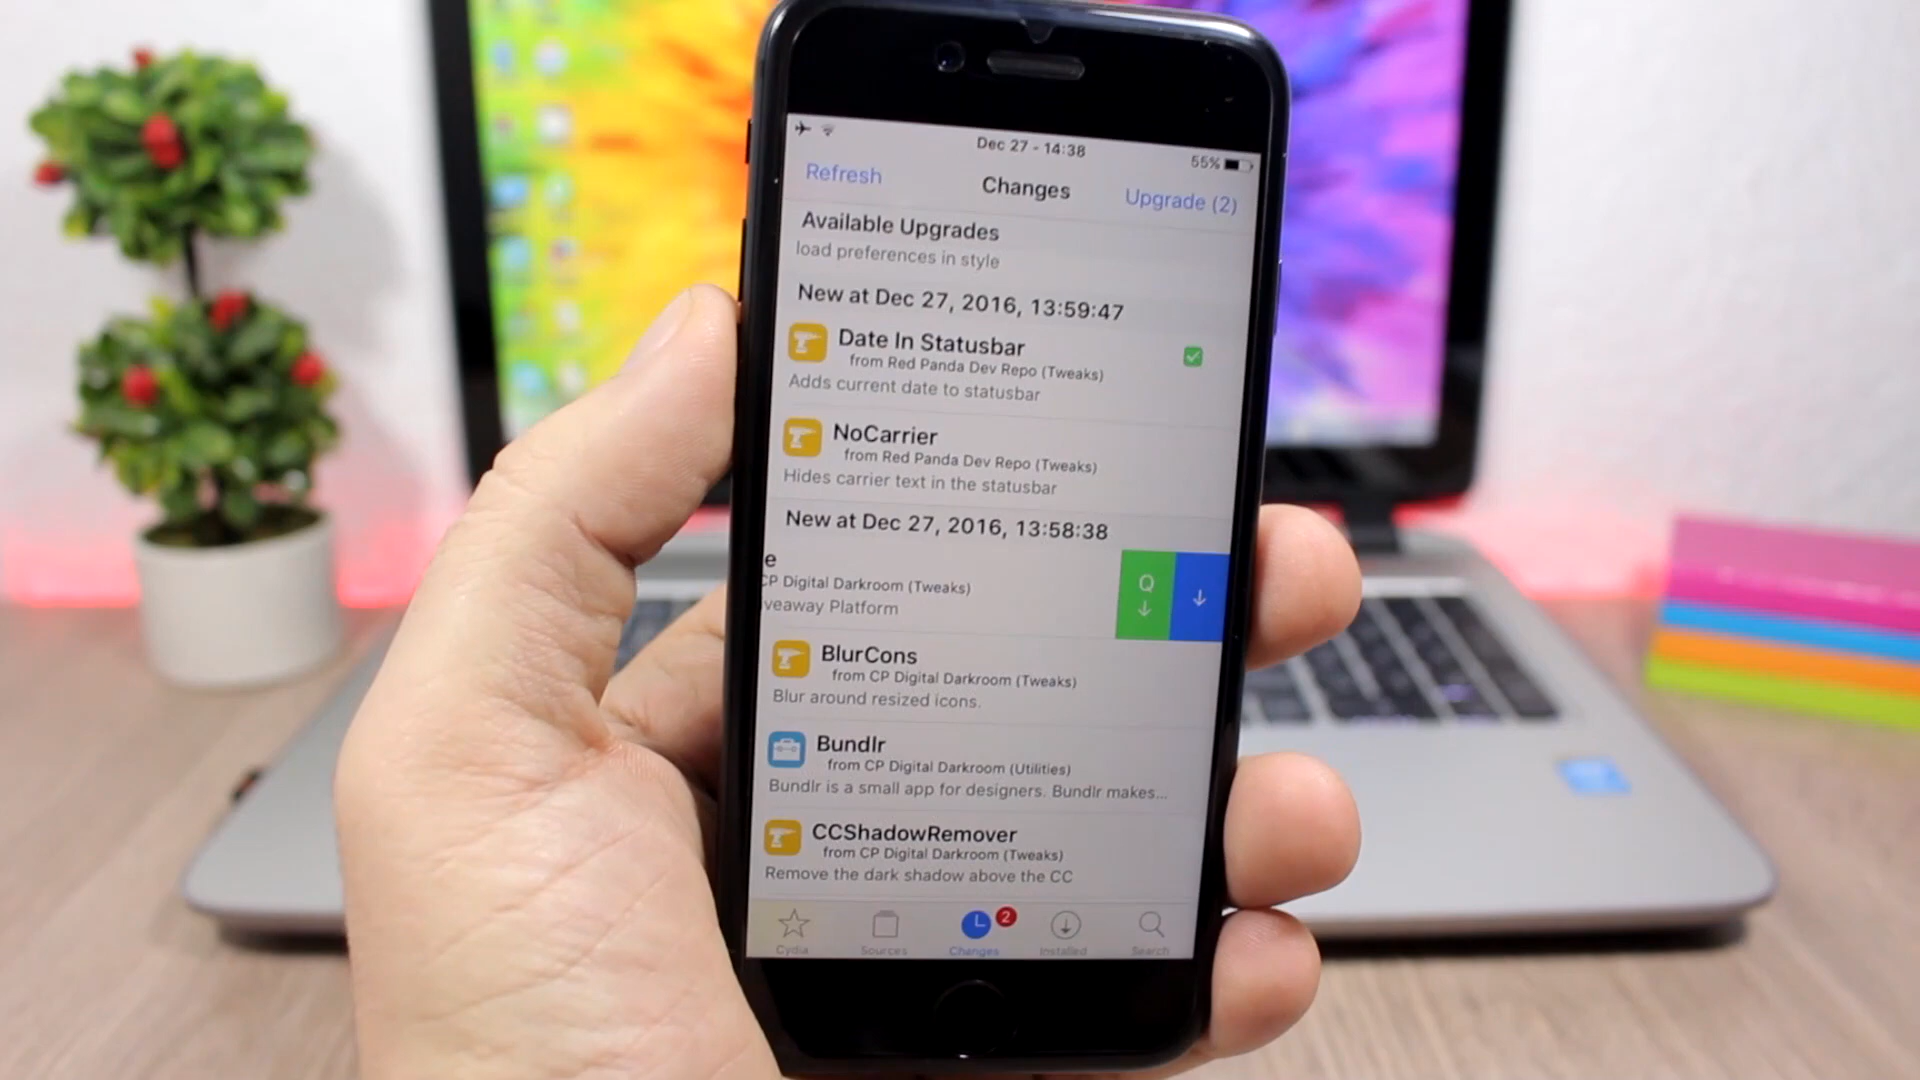 Dec 27 - 14:38
55%
Refresh
Changes
Upgrade (2)
Available Upgrades
load preferences in style
New at Dec 27, 2016, 13:59:47
Date In Statusbar
from Red Panda Dev Repo (Tweaks)
Adds current date to statusbar
NoCarrier
from Red Panda Dev Repo (Tweaks)
Hides carrier text in the statusbar
New at Dec 27, 2016, 13:58:38
e
CP Digital Darkroom (Tweaks)
veaway Platform
Q
BlurCons
from CP Digital Darkroom (Tweaks)
Blur around resized icons.
Bundlr
from CP Digital Darkroom (Utilities)
Bundlr is a small app for designers. Bundlr makes...
CCShadowRemover
from CP Digital Darkroom (Tweaks)
Remove the dark shadow above the CC
2
Cydia
Sources
Changes
Installed
Search